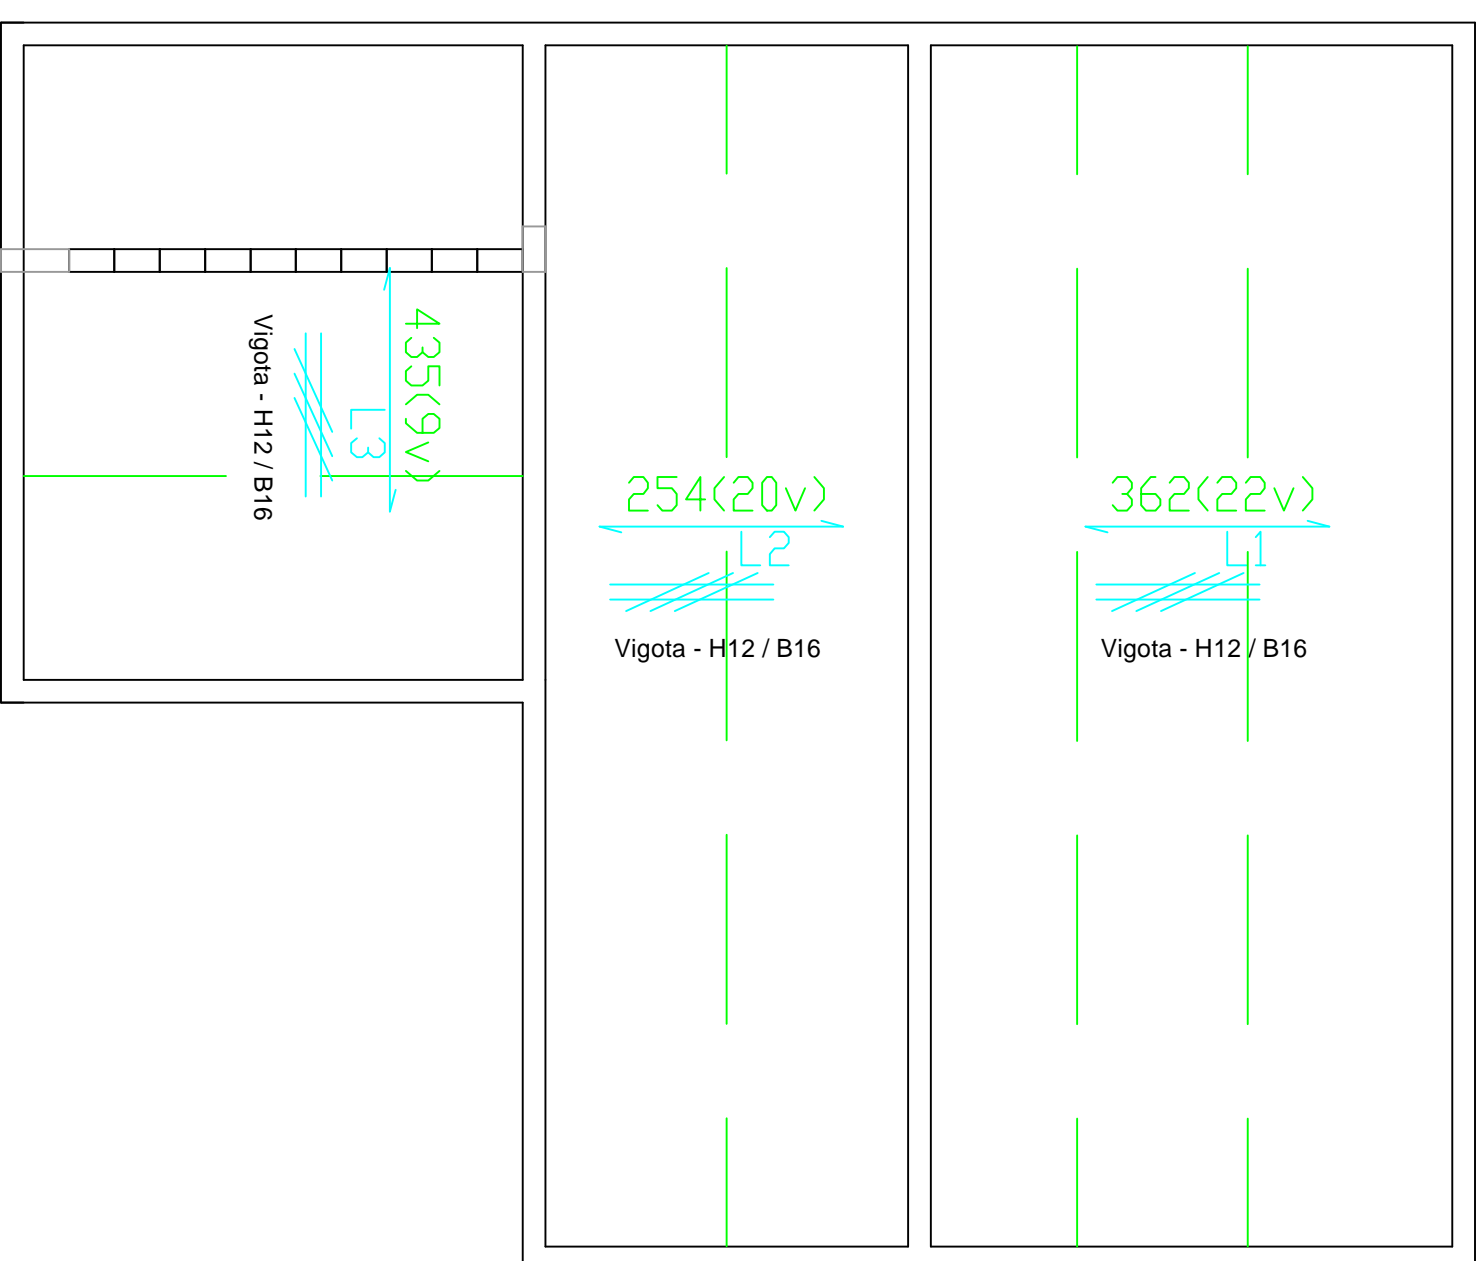 435(9v)
L3
Vigota - H12 / B16
254(20v)
L2
Vigota - H12 / B16
362(22v)
L1
Vigota - H12 / B16